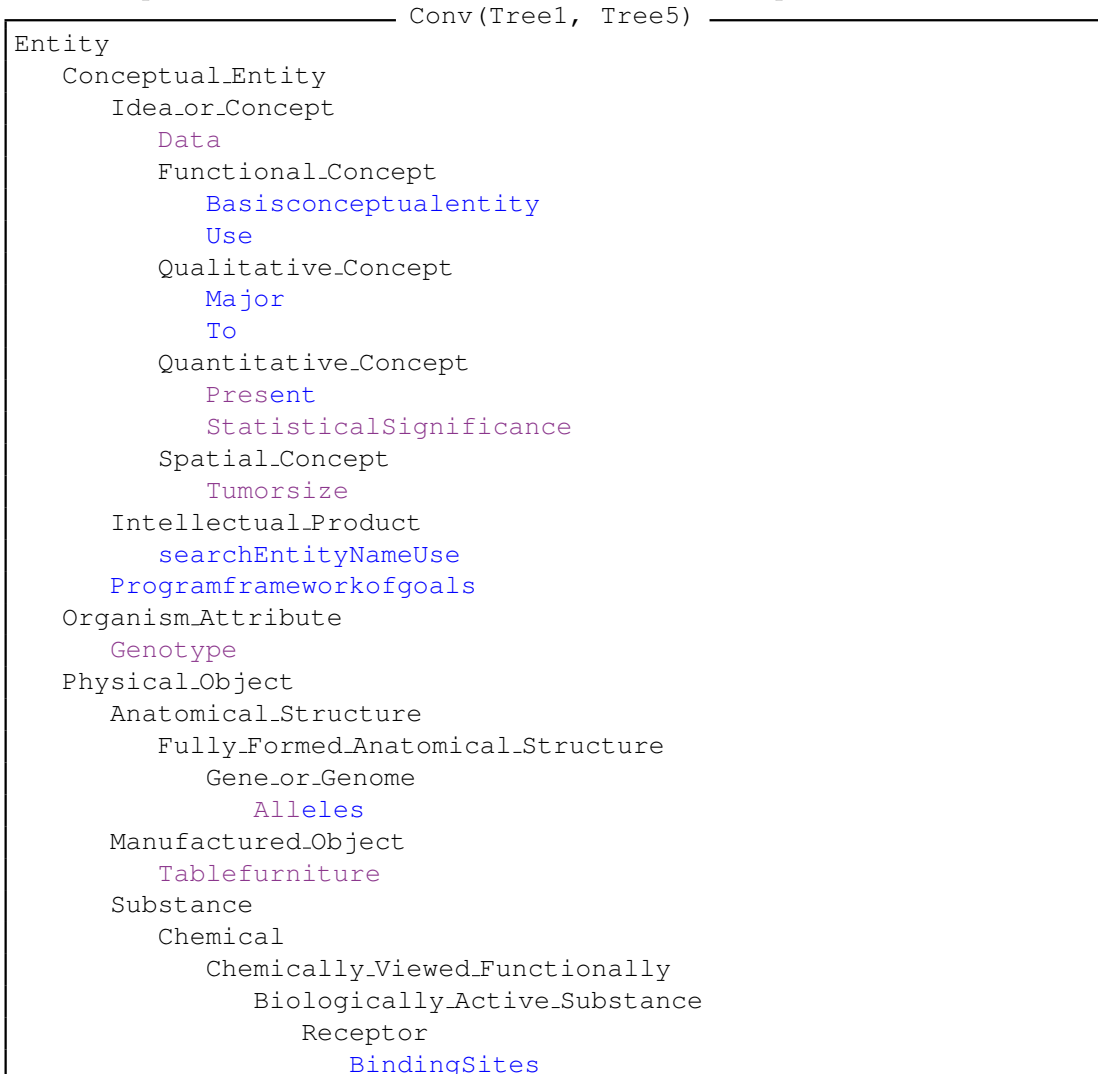 Conv(Tree1, Tree5)
Entity
Conceptual_Entity
Idea_or_Concept
Data
Functional_Concept
Basisconceptualentity
Use
Qualitative_Concept
Major
To
Quantitative_Concept
Present
StatisticalSignificance
Spatial_Concept
Tumorsize
Intellectual_Product
searchEntityNameUse
Programframeworkofgoals
Organism_Attribute
Genotype
Physical_Object
Anatomical_Structure
Fully_Formed_Anatomical_Structure
Gene_or_Genome
Alleles
Manufactured_Object
Tablefurniture
Substance
Chemical
Chemically_Viewed_Functionally
Biologically_Active_Substance
Receptor
BindingSites